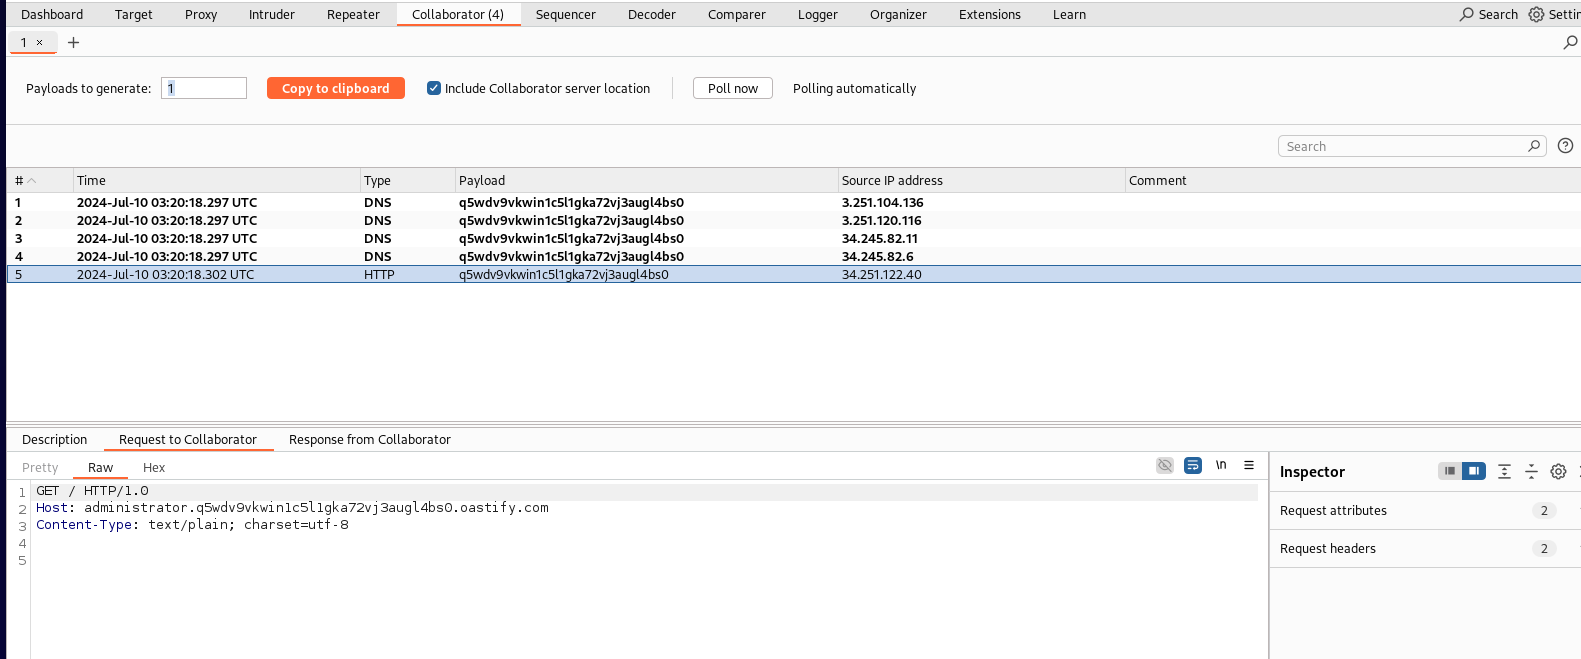 Dashboard Target Proxy Intruder Repeater Collaborator (4) Sequencer Decoder Comparer Logger Organizer Extensions Learn Search Settin
1 × +
Payloads to generate: 1 Copy to clipboard Include Collaborator server location Poll now Polling automatically
Search
# Time Type Payload Source IP address Comment
1 2024-Jul-10 03:20:18.297 UTC DNS q5wdv9vkwin1c5l1gka72vj3augl4bs0 3.251.104.136
2 2024-Jul-10 03:20:18.297 UTC DNS q5wdv9vkwin1c5l1gka72vj3augl4bs0 3.251.120.116
3 2024-Jul-10 03:20:18.297 UTC DNS q5wdv9vkwin1c5l1gka72vj3augl4bs0 34.245.82.11
4 2024-Jul-10 03:20:18.297 UTC DNS q5wdv9vkwin1c5l1gka72vj3augl4bs0 34.245.82.6
5 2024-Jul-10 03:20:18.302 UTC HTTP q5wdv9vkwin1c5l1gka72vj3augl4bs0 34.251.122.40
Description Request to Collaborator Response from Collaborator
Pretty Raw Hex \n
1 GET / HTTP/1.0
2 Host: administrator.q5wdv9vkwin1c5l1gka72vj3augl4bs0.oastify.com
3 Content-Type: text/plain; charset=utf-8
4
5
Inspector
Request attributes 2
Request headers 2